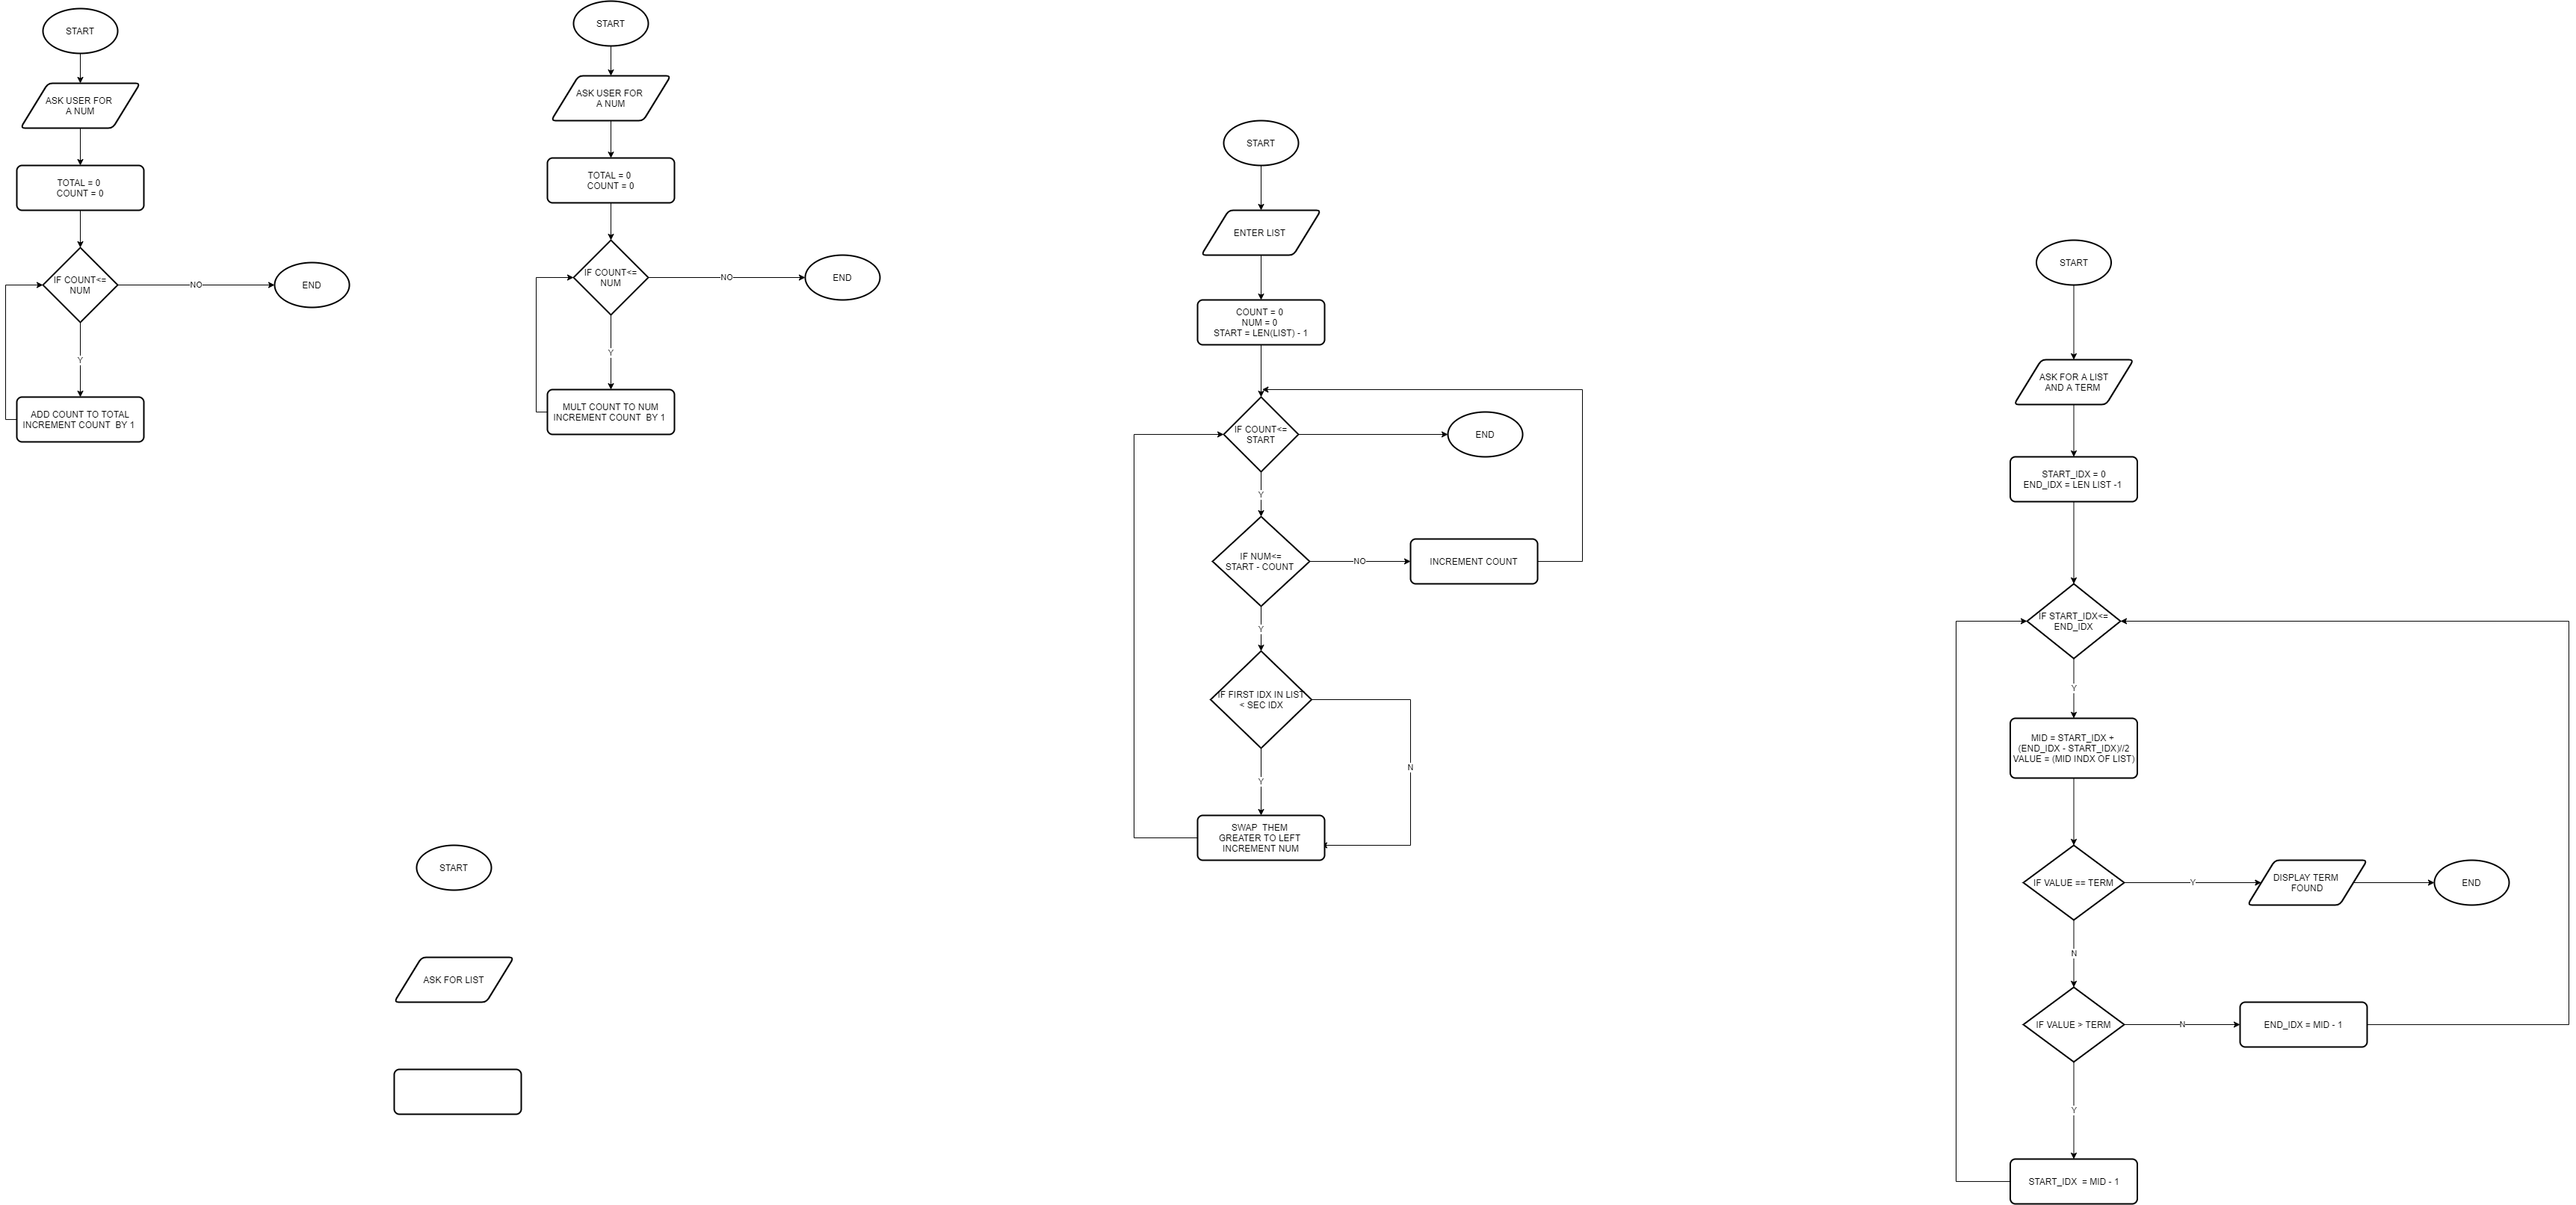 START
ASK USER FOR
A NUM
TOTAL = 0
COUNT = 0
IF COUNT<=
NUM
NO
END
Y
ADD COUNT TO TOTAL
INCREMENT COUNT  BY 1
START
ASK USER FOR
A NUM
TOTAL = 0
COUNT = 0
IF COUNT<=
NUM
NO
END
Y
MULT COUNT TO NUM
INCREMENT COUNT  BY 1
START
ASK FOR LIST
START
ENTER LIST
COUNT = 0
NUM = 0
START = LEN(LIST) - 1
IF COUNT<=
START
END
Y
IF NUM<=
START - COUNT
NO
INCREMENT COUNT
Y
IF FIRST IDX IN LIST
< SEC IDX
N
Y
SWAP  THEM
GREATER TO LEFT
INCREMENT NUM
START
ASK FOR A LIST
AND A TERM
START_IDX = 0
END_IDX = LEN LIST -1
IF START_IDX<=
END_IDX
Y
MID = START_IDX +
(END_IDX - START_IDX)//2
VALUE = (MID INDX OF LIST)
IF VALUE == TERM
Y
DISPLAY TERM
FOUND
END
N
IF VALUE > TERM
N
END_IDX = MID - 1
Y
START_IDX  = MID - 1